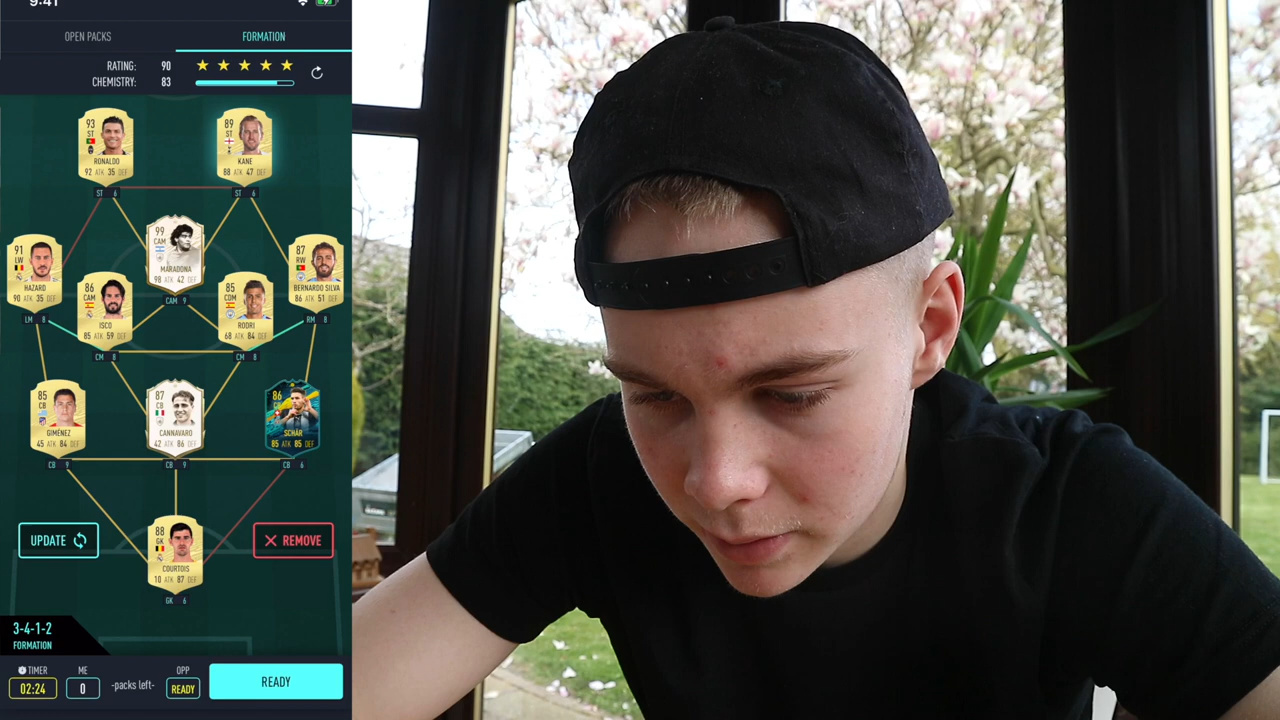 9:41
OPEN PACKS
FORMATION
RATING: 90
CHEMISTRY: 83
93
ST
RONALDO
92 ATK 35 DEF
ST 6
89
ST
KANE
88 ATK 47 DEF
ST 6
99
CAM
MARADONA
98 ATK 42 DEF
CAM 9
91
LW
HAZARD
90 ATK 35 DEF
LM 8
87
RW
BERNARDO SILVA
86 ATK 51 DEF
RM 8
86
CAM
ISCO
85 ATK 59 DEF
CM 8
85
CDM
RODRI
68 ATK 84 DEF
CM 8
85
CB
GIMÉNEZ
45 ATK 84 DEF
CB 9
87
CB
CANNAVARO
42 ATK 86 DEF
CB 9
86
CB
SCHÄR
85 ATK 85 DEF
CB 6
UPDATE
REMOVE
88
GK
COURTOIS
10 ATK 87 DEF
GK 6
3-4-1-2
FORMATION
TIMER
02:24
ME
0
-packs left-
OPP
READY
READY